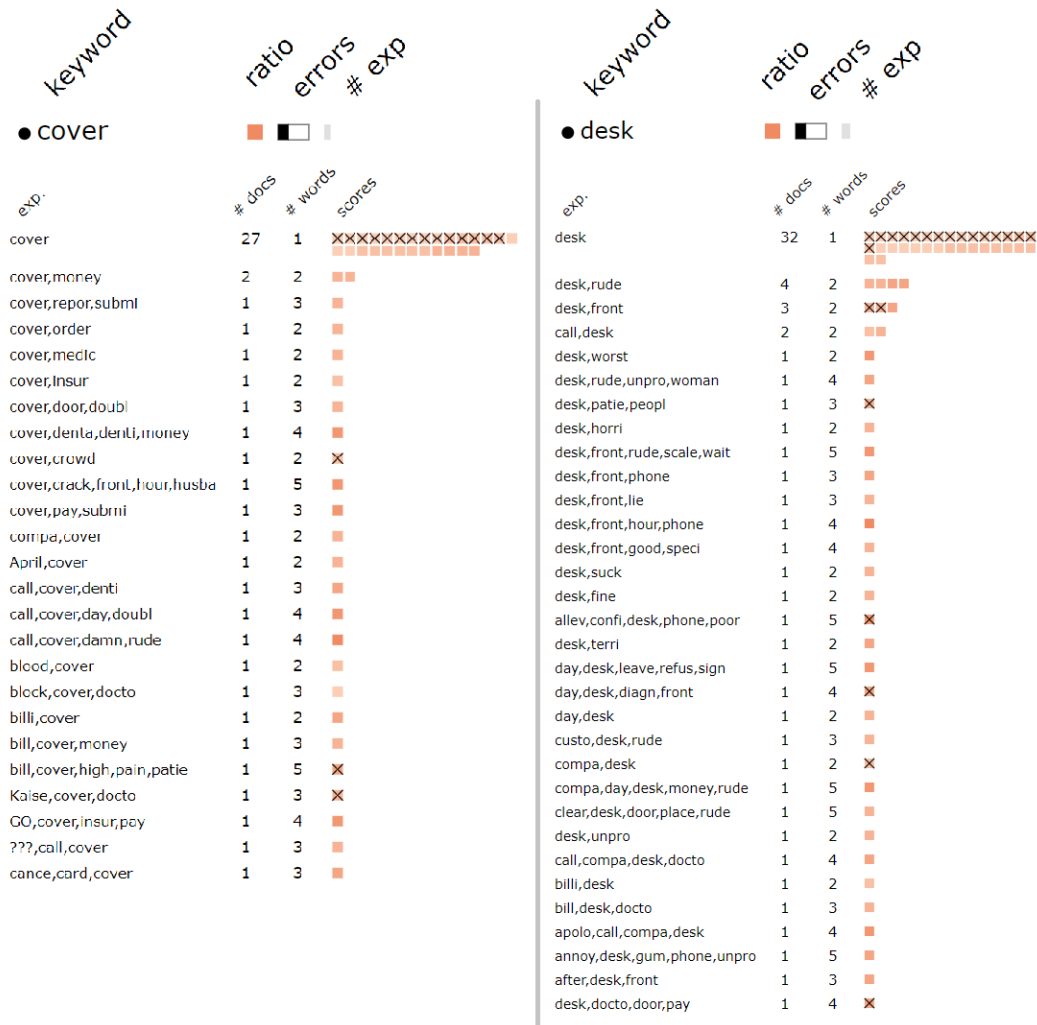 keyword ratio errors # exp
cover
exp. # docs # words scores
cover 27 1
cover,money 2 2
cover,repor,submi 1 3
cover,order 1 2
cover,medic 1 2
cover,insur 1 2
cover,door,doubl 1 3
cover,denta,denti,money 1 4
cover,crowd 1 2
cover,crack,front,hour,husba 1 5
cover,pay,submi 1 3
compa,cover 1 2
April,cover 1 2
call,cover,denti 1 3
call,cover,day,doubl 1 4
call,cover,damn,rude 1 4
blood,cover 1 2
block,cover,docto 1 3
billi,cover 1 2
bill,cover,money 1 3
bill,cover,high,pain,patie 1 5
Kaise,cover,docto 1 3
GO,cover,insur,pay 1 4
???,call,cover 1 3
cance,card,cover 1 3
keyword ratio errors # exp
desk
exp. # docs # words scores
desk 32 1
desk,rude 4 2
desk,front 3 2
call,desk 2 2
desk,worst 1 2
desk,rude,unpro,woman 1 4
desk,patie,peopl 1 3
desk,horri 1 2
desk,front,rude,scale,wait 1 5
desk,front,phone 1 3
desk,front,lie 1 3
desk,front,hour,phone 1 4
desk,front,good,speci 1 4
desk,suck 1 2
desk,fine 1 2
allev,confi,desk,phone,poor 1 5
desk,terri 1 2
day,desk,leave,refus,sign 1 5
day,desk,diagn,front 1 4
day,desk 1 2
custo,desk,rude 1 3
compa,desk 1 2
compa,day,desk,money,rude 1 5
clear,desk,door,place,rude 1 5
desk,unpro 1 2
call,compa,desk,docto 1 4
billi,desk 1 2
bill,desk,docto 1 3
apolo,call,compa,desk 1 4
annoy,desk,gum,phone,unpro 1 5
after,desk,front 1 3
desk,docto,door,pay 1 4